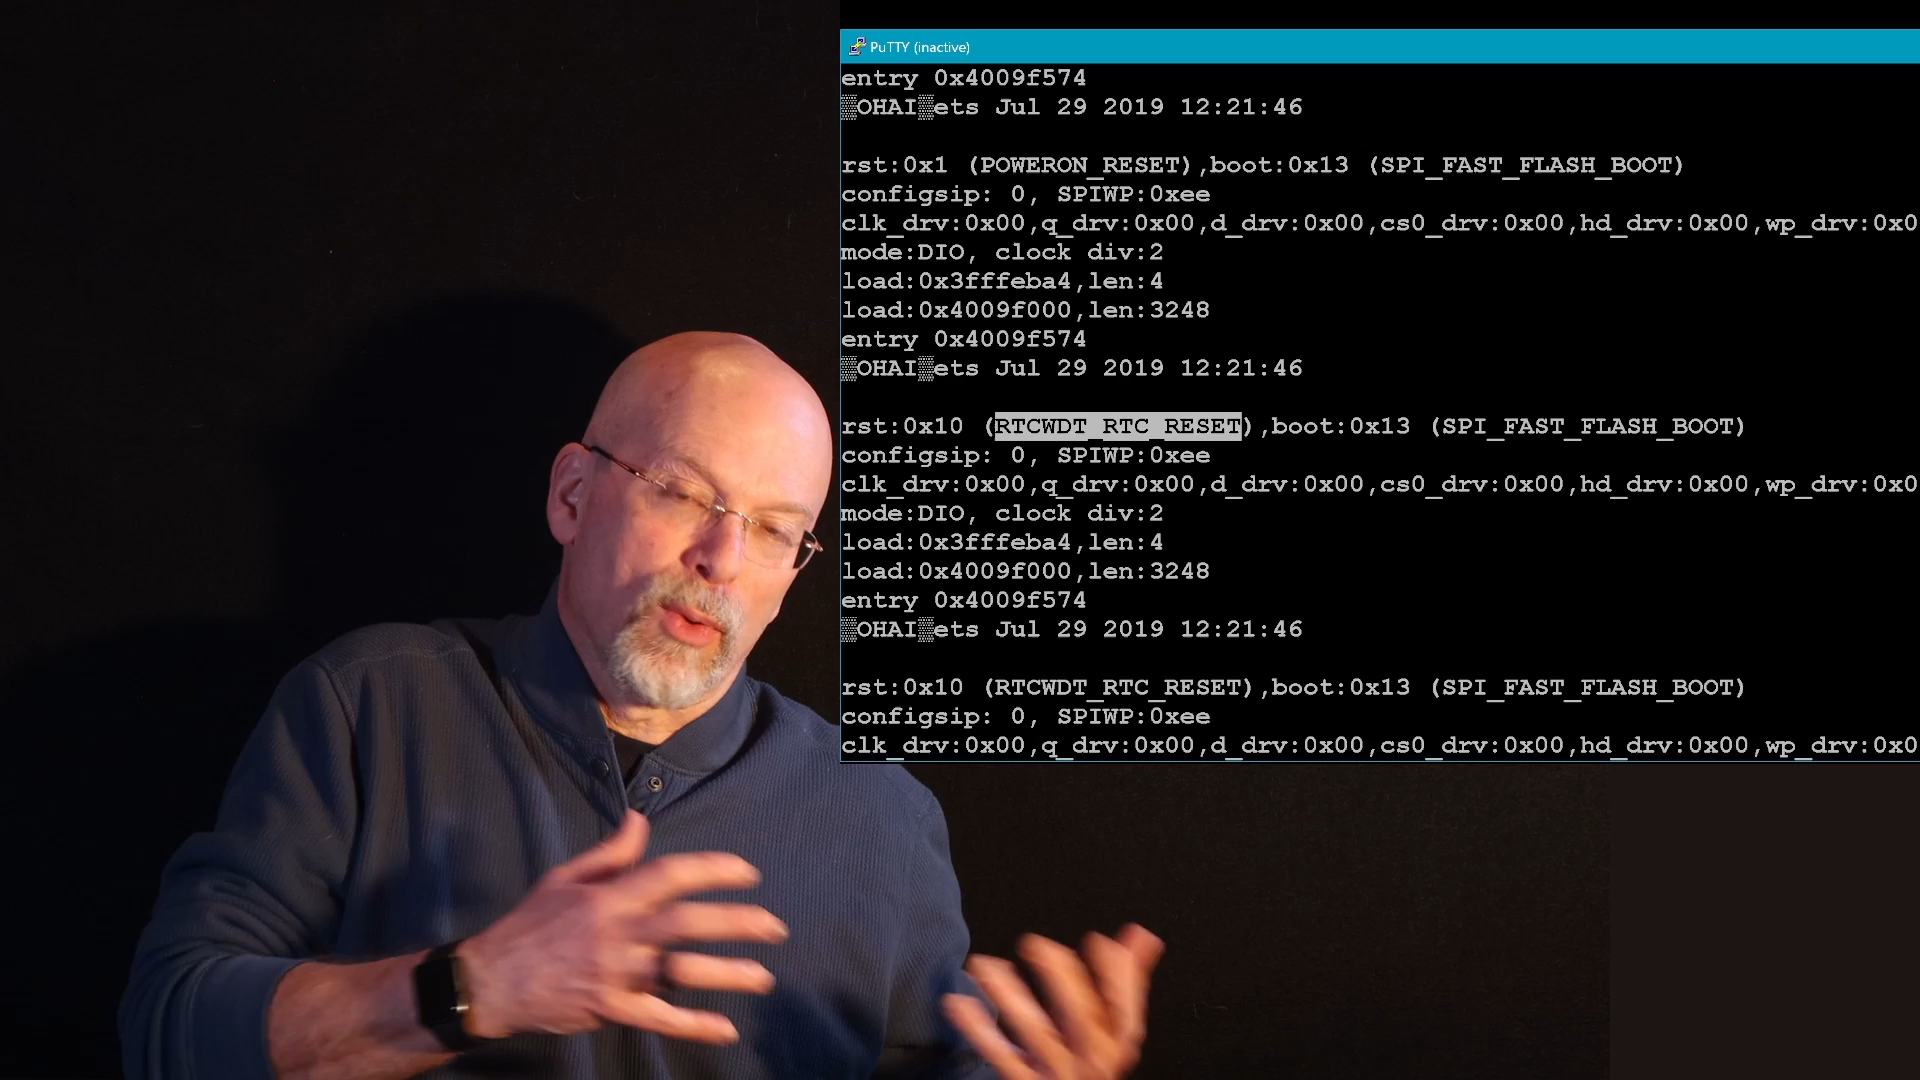 PuTTY (inactive)
entry 0x4009f574
▒OHAI▒ets Jul 29 2019 12:21:46
rst:0x1 (POWERON_RESET),boot:0x13 (SPI_FAST_FLASH_BOOT)
configsip: 0, SPIWP:0xee
clk_drv:0x00,q_drv:0x00,d_drv:0x00,cs0_drv:0x00,hd_drv:0x00,wp_drv:0x0
mode:DIO, clock div:2
load:0x3fffeba4,len:4
load:0x4009f000,len:3248
entry 0x4009f574
▒OHAI▒ets Jul 29 2019 12:21:46
rst:0x10 (RTCWDT_RTC_RESET),boot:0x13 (SPI_FAST_FLASH_BOOT)
configsip: 0, SPIWP:0xee
clk_drv:0x00,q_drv:0x00,d_drv:0x00,cs0_drv:0x00,hd_drv:0x00,wp_drv:0x0
mode:DIO, clock div:2
load:0x3fffeba4,len:4
load:0x4009f000,len:3248
entry 0x4009f574
▒OHAI▒ets Jul 29 2019 12:21:46
rst:0x10 (RTCWDT_RTC_RESET),boot:0x13 (SPI_FAST_FLASH_BOOT)
configsip: 0, SPIWP:0xee
clk_drv:0x00,q_drv:0x00,d_drv:0x00,cs0_drv:0x00,hd_drv:0x00,wp_drv:0x0